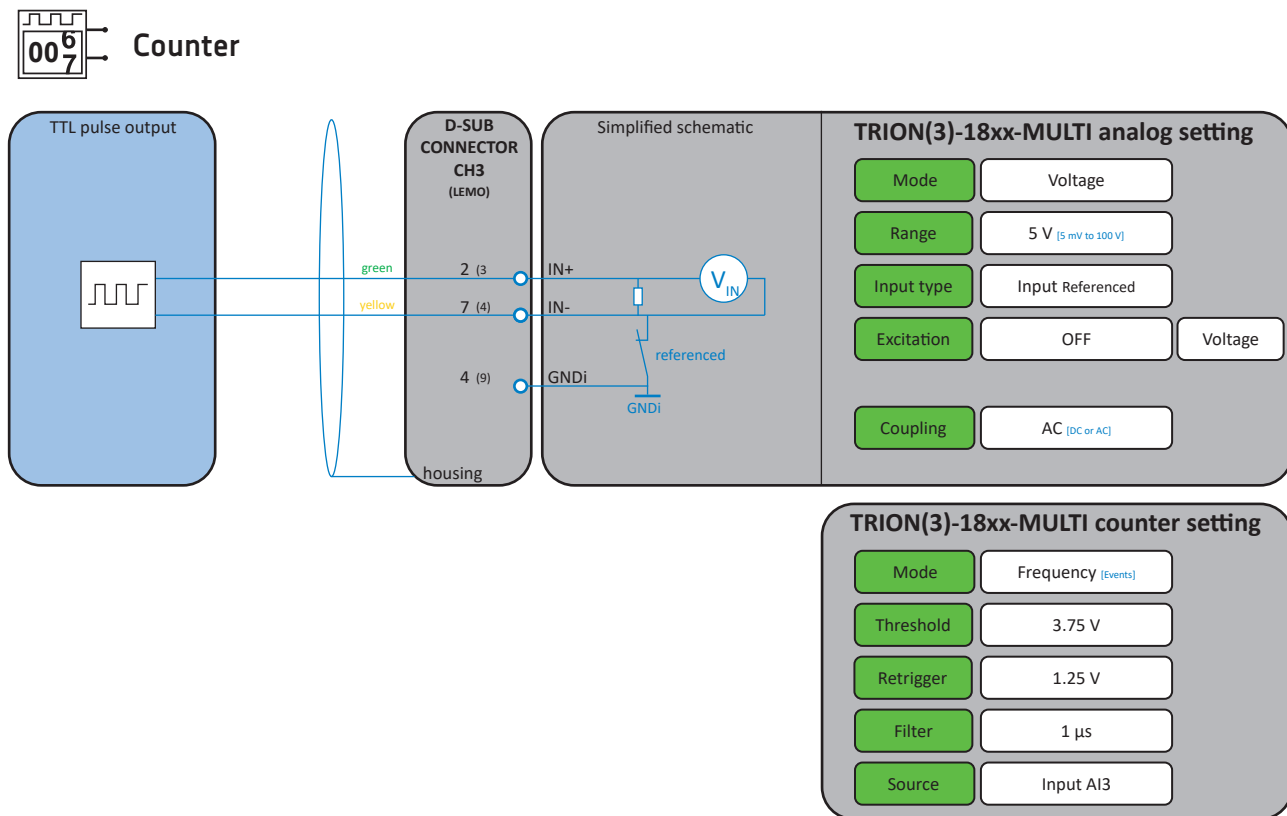 00 6 7
Counter
TTL pulse output
D-SUB
CONNECTOR
CH3
(LEMO)
Simplified schematic
green
2 (3
IN+
yellow
7 (4)
IN-
V IN
referenced
4 (9)
GNDi
GNDi
housing
TRION(3)-18xx-MULTI analog setting
Mode Voltage
Range 5 V [5 mV to 100 V]
Input type Input Referenced
Excitation OFF Voltage
Coupling AC [DC or AC]
TRION(3)-18xx-MULTI counter setting
Mode Frequency [Events]
Threshold 3.75 V
Retrigger 1.25 V
Filter 1 µs
Source Input AI3